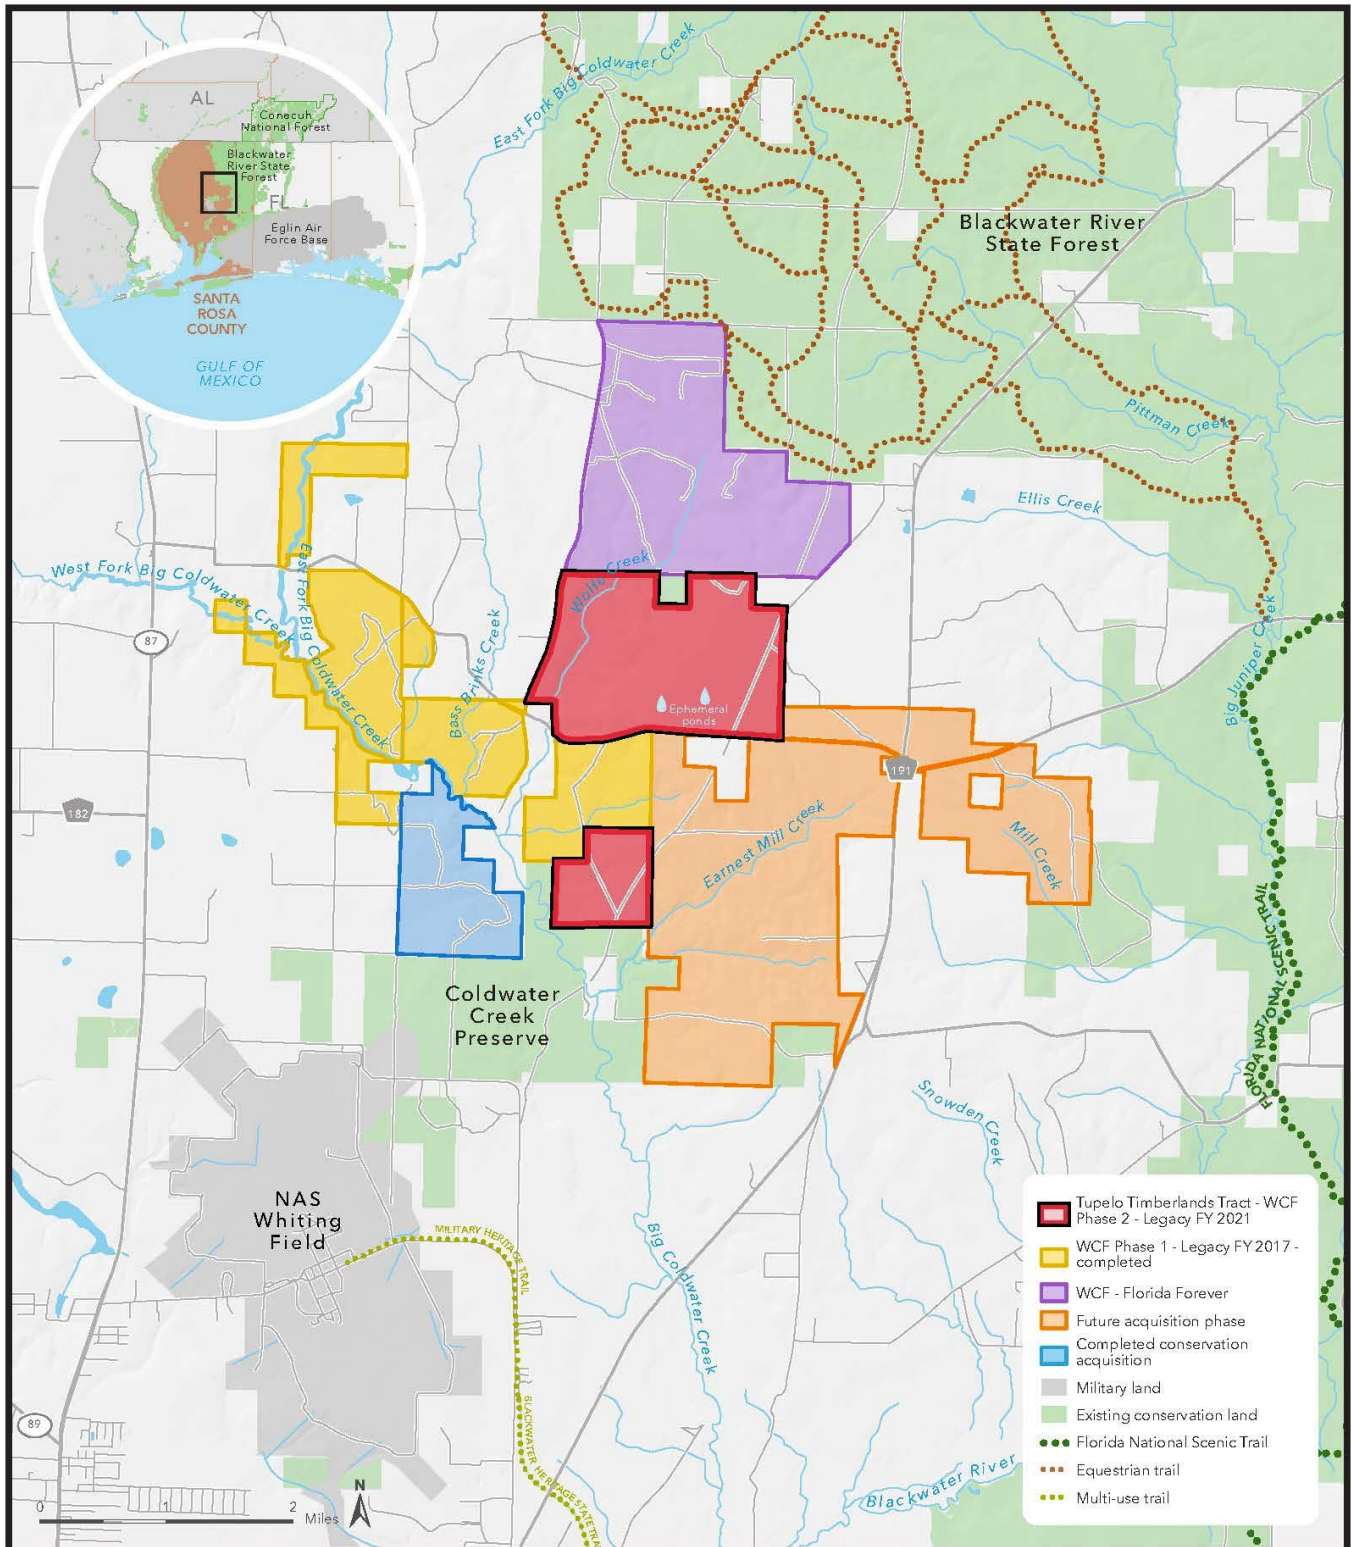 AL
Conecuh
National Forest
Blackwater
River State
Forest
FL
Eglin Air
Force Base
SANTA
ROSA
COUNTY
GULF OF
MEXICO
East Fork Big Coldwater Creek
Blackwater River
State Forest
Pittman Creek
Ellis Creek
West Fork Big Coldwater Creek
East Fork Big Coldwater Creek
Wolfe Creek
Bass Brinks Creek
87
Big Juniper Creek
Ephemeral
ponds
191
182
Earnest Mill Creek
Mill Creek
FLORIDA NATIONAL SCENIC TRAIL
Coldwater
Creek
Preserve
Snowden Creek
NAS
Whiting
Field
MILITARY HERITAGE TRAIL
Big Coldwater Creek
BLACKWATER HERITAGE STATE TRA
89
Blackwater River
Tupelo Timberlands Tract - WCF
Phase 2 - Legacy FY 2021
WCF Phase 1 - Legacy FY 2017 -
completed
WCF - Florida Forever
Future acquisition phase
Completed conservation
acquisition
Military land
Existing conservation land
Florida National Scenic Trail
Equestrian trail
Multi-use trail
0 1 2 Miles
N